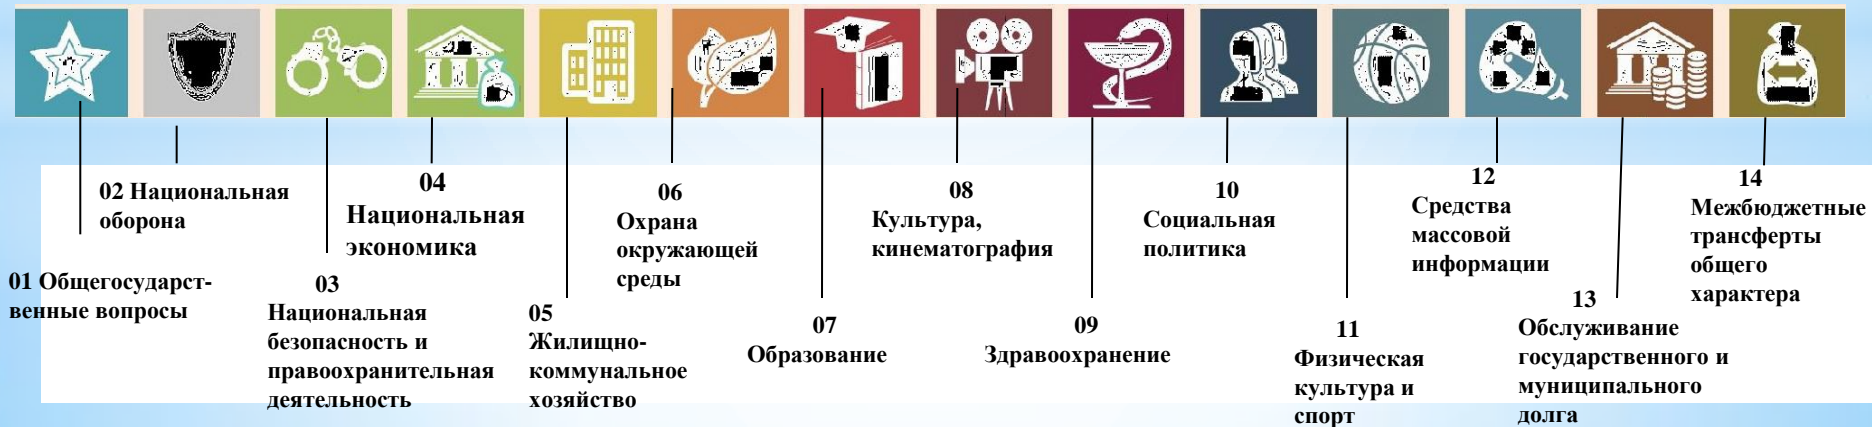 01 Общегосударст-
венные вопросы
02 Национальная
оборона
03
Национальная
безопасность и
правоохранительная
деятельность
04
Национальная
экономика
05
Жилищно-
коммунальное
хозяйство
06
Охрана
окружающей
среды
07
Образование
08
Культура,
кинематография
09
Здравоохранение
10
Социальная
политика
11
Физическая
культура и
спорт
12
Средства
массовой
информации
13
Обслуживание
государственного и
муниципального
долга
14
Межбюджетные
трансферты
общего
характера